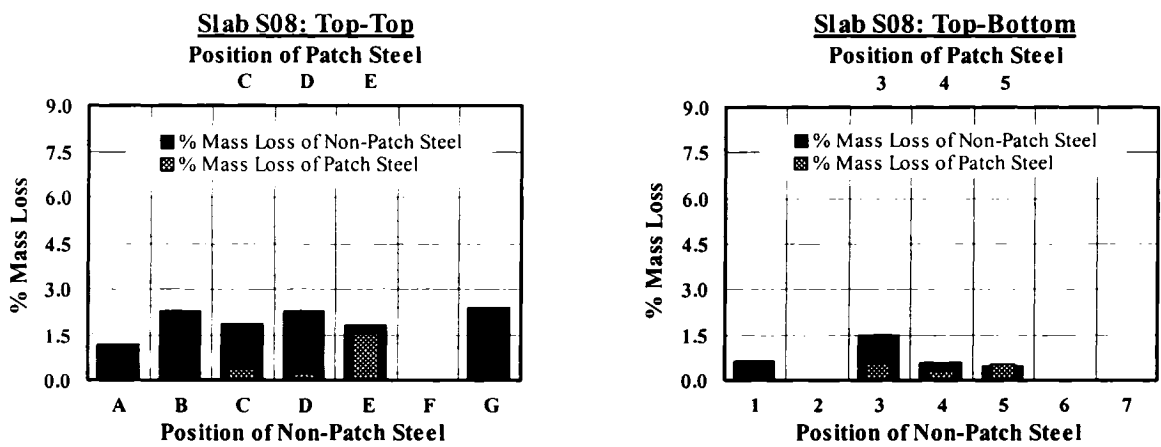 Slab S08: Top-Top
Position of Patch Steel
C D E
9.0
7.5
6.0
4.5
3.0
1.5
0.0
% Mass Loss
% Mass Loss of Non-Patch Steel
% Mass Loss of Patch Steel
A B C D E F G
Position of Non-Patch Steel
Slab S08: Top-Bottom
Position of Patch Steel
3 4 5
9.0
7.5
6.0
4.5
3.0
1.5
0.0
% Mass Loss
% Mass Loss of Non-Patch Steel
% Mass Loss of Patch Steel
1 2 3 4 5 6 7
Position of Non-Patch Steel